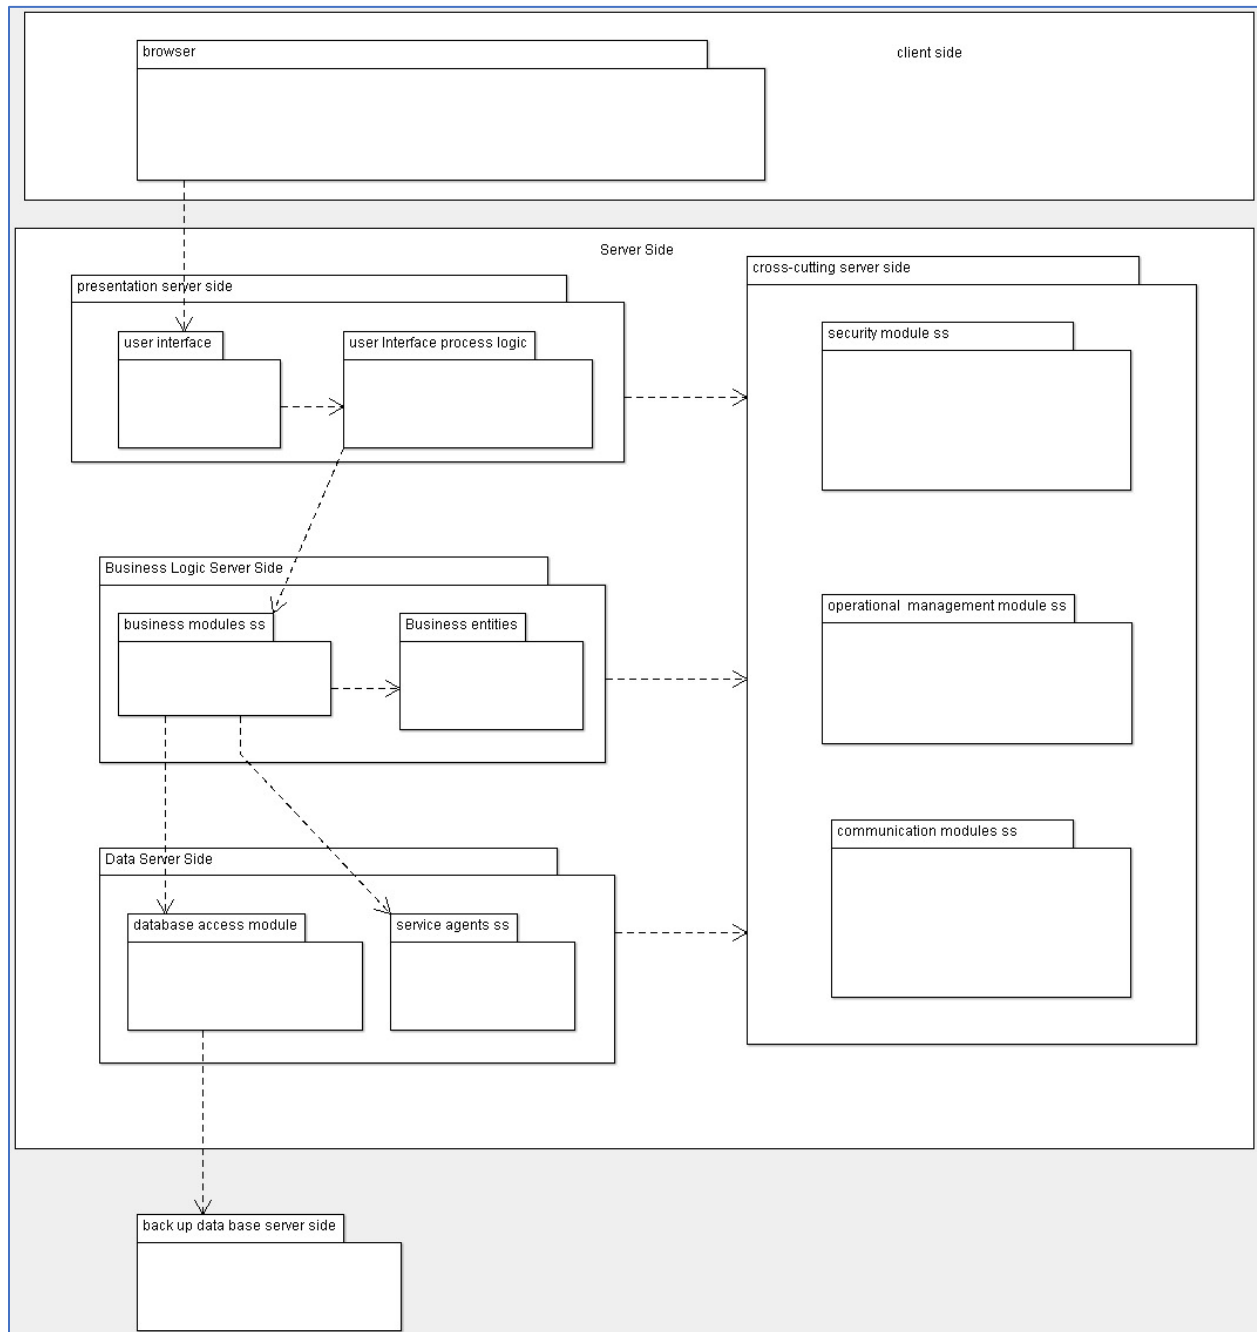 browser
client side
Server Side
cross-cutting server side
presentation server side
user interface
user Interface process logic
security module ss
Business Logic Server Side
business modules ss
Business entities
operational  management module ss
communication modules ss
Data Server Side
database access module
service agents ss
back up data base server side